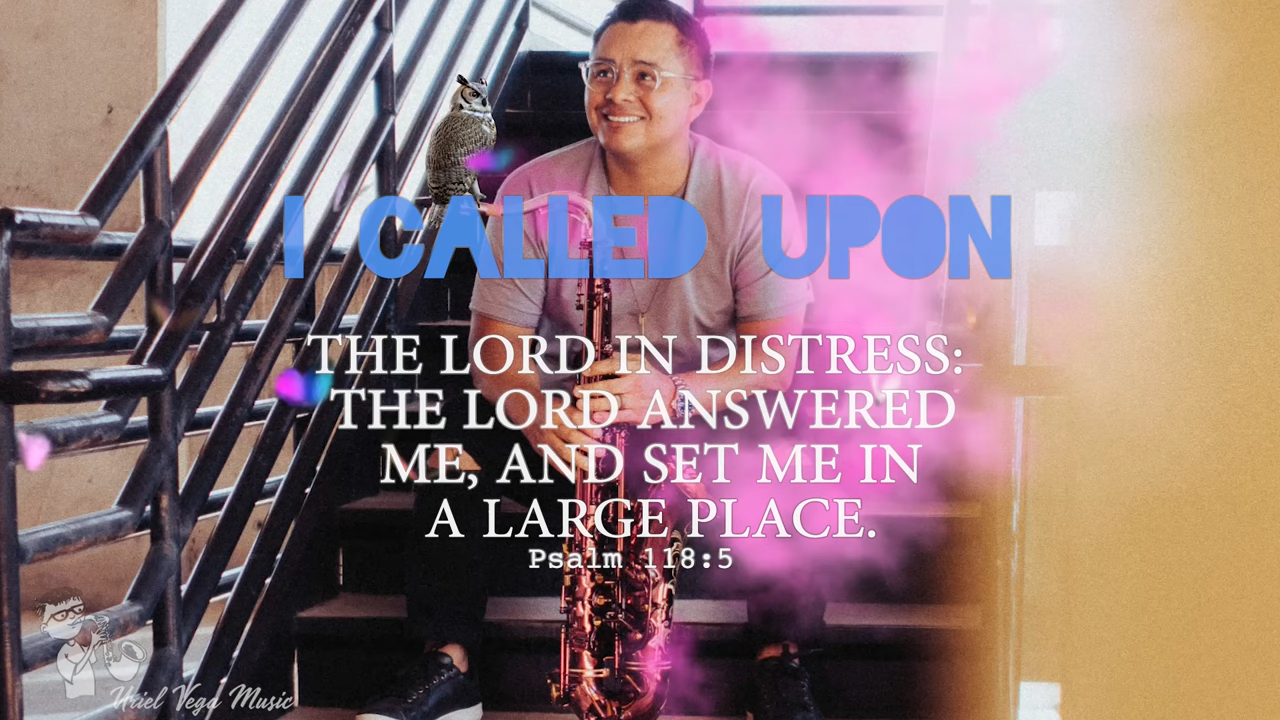 I CALLED UPON
THE LORD IN DISTRESS:
THE LORD ANSWERED
ME, AND SET ME IN
A LARGE PLACE.
Psalm 118:5
Uriel Vega Music